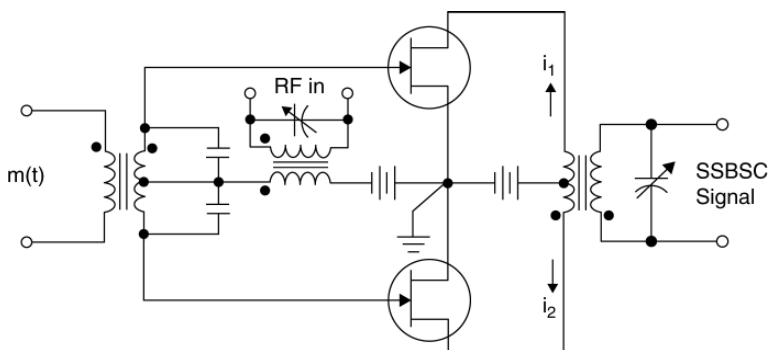 RF in
i1
m(t)
SSBSC
Signal
i2